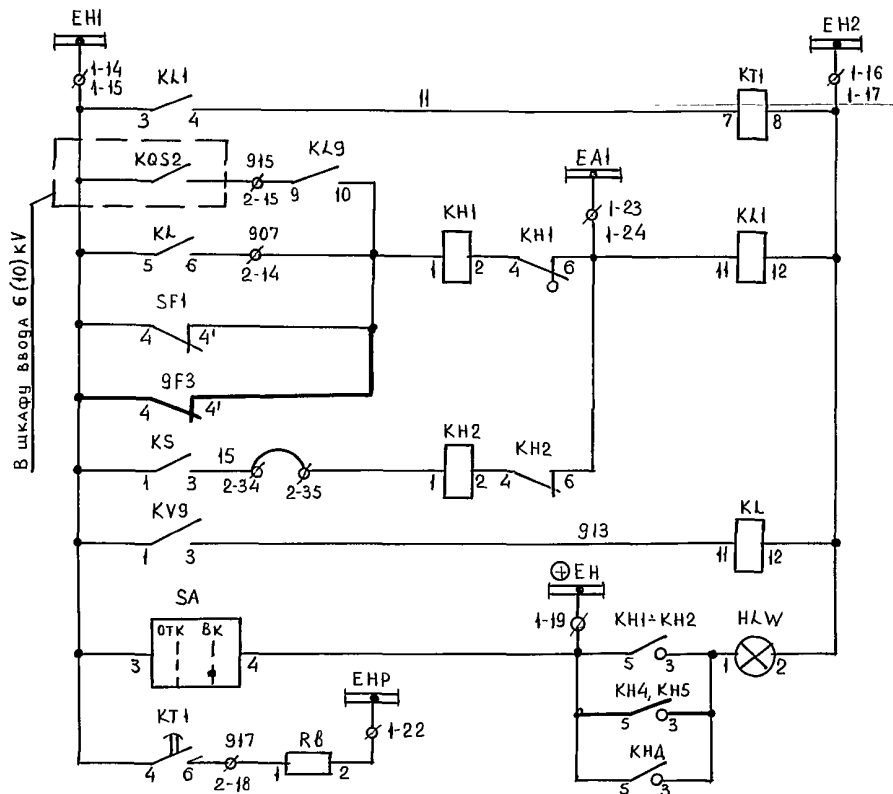 EH1
EH2
1-14
1-15
KL1
3 4
11
KT1
7 8
1-16
1-17
KQS2
915
2-15
KL9
9 10
EA1
1-23
1-24
KL
5 6
907
2-14
KH1
1 2
KH1
4 6
KL1
11 12
SF1
4 4'
9F3
4 4'
В шкафу ввода 6(10) kV
KS
1 3
15
2-34 2-35
KH2
1 2
KH2
4 6
KV9
1 3
913
KL
11 12
SA
ОТК ВК
3 4
+EH
1-19
KH1÷KH2
5 3
HLW
1 2
KH4, KH5
5 3
КНД
5 3
KT1
4 6
917
2-18
Rв
1 2
EHP
1-22